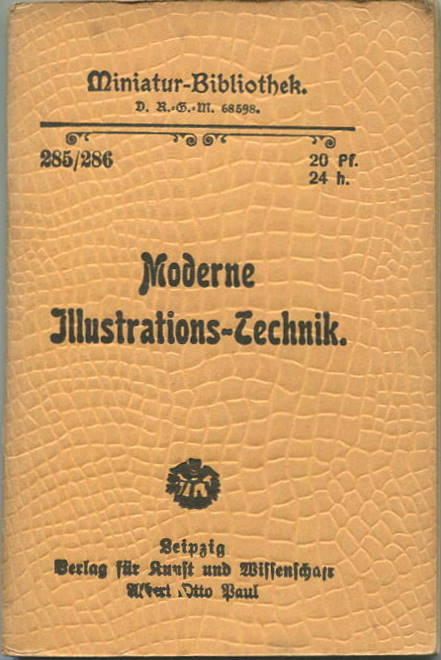 Miniatur-Bibliothek.
D. R.-G.-M. 68598.
285/286
20 Pf.
24 h.
Moderne
Illustrations-Technik.
Leipzig
Verlag für Kunst und Wissenschaft
Albert Otto Paul